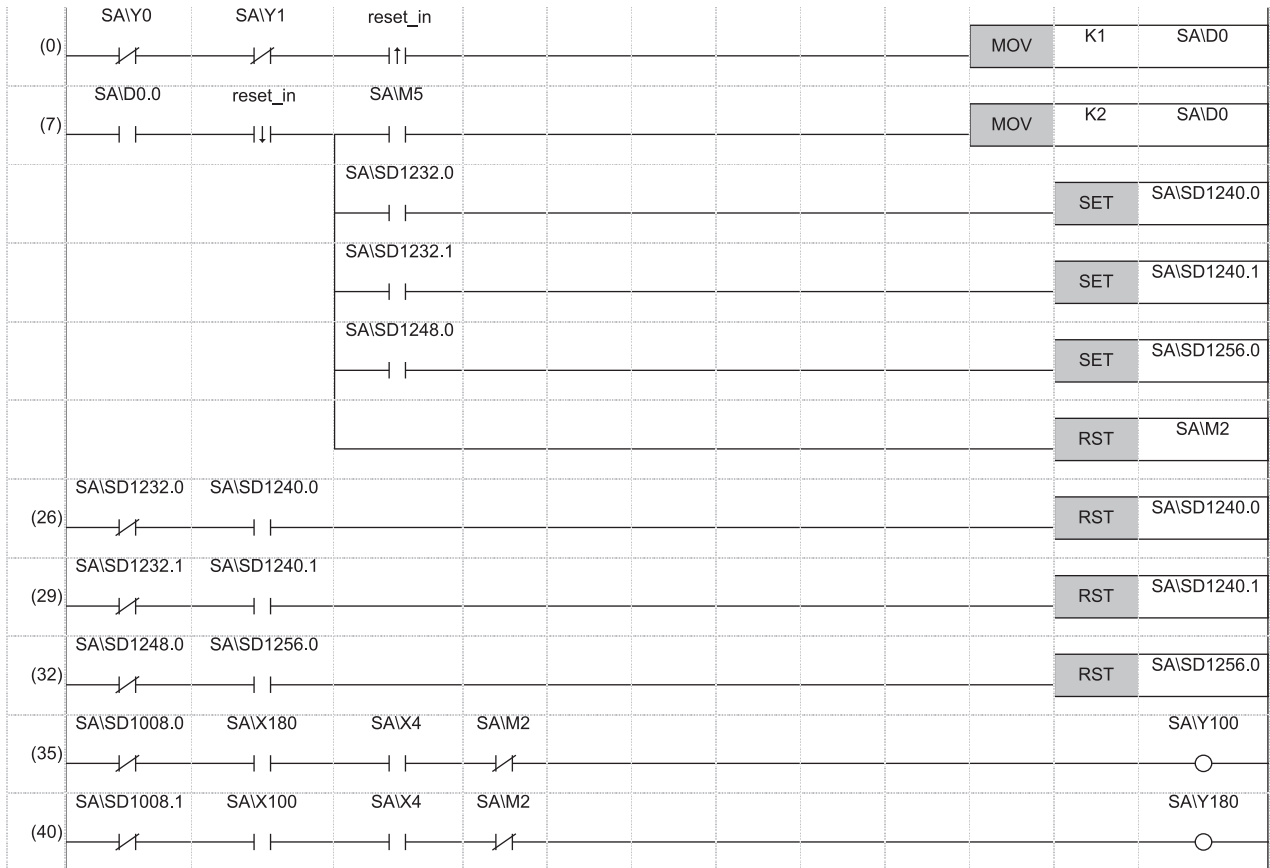 SA\Y0 SA\Y1 reset_in
(0) MOV K1 SA\D0
SA\D0.0 reset_in SA\M5
(7) MOV K2 SA\D0
SA\SD1232.0
SET SA\SD1240.0
SA\SD1232.1
SET SA\SD1240.1
SA\SD1248.0
SET SA\SD1256.0
RST SA\M2
SA\SD1232.0 SA\SD1240.0
(26) RST SA\SD1240.0
SA\SD1232.1 SA\SD1240.1
(29) RST SA\SD1240.1
SA\SD1248.0 SA\SD1256.0
(32) RST SA\SD1256.0
SA\SD1008.0 SA\X180 SA\X4 SA\M2 SA\Y100
(35)
SA\SD1008.1 SA\X100 SA\X4 SA\M2 SA\Y180
(40)